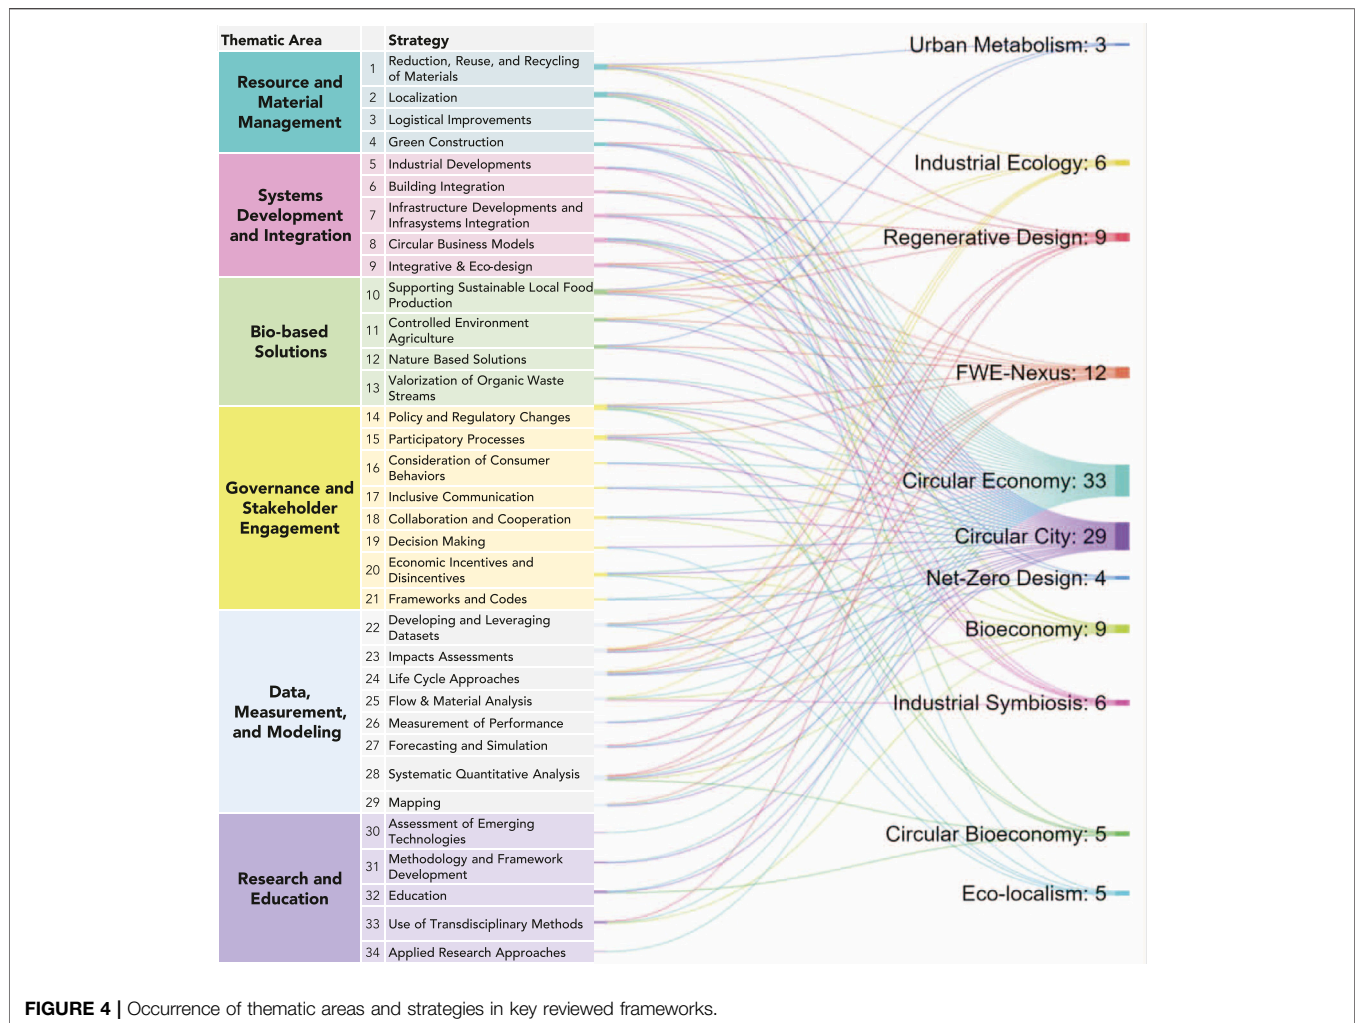 Thematic Area Strategy
Resource and
Material
Management
1 Reduction, Reuse, and Recycling
of Materials
2 Localization
3 Logistical Improvements
4 Green Construction
Systems
Development
and Integration
5 Industrial Developments
6 Building Integration
7 Infrastructure Developments and
Infrasystems Integration
8 Circular Business Models
9 Integrative & Eco-design
Bio-based
Solutions
10 Supporting Sustainable Local Food
Production
11 Controlled Environment
Agriculture
12 Nature Based Solutions
13 Valorization of Organic Waste
Streams
Governance and
Stakeholder
Engagement
14 Policy and Regulatory Changes
15 Participatory Processes
16 Consideration of Consumer
Behaviors
17 Inclusive Communication
18 Collaboration and Cooperation
19 Decision Making
20 Economic Incentives and
Disincentives
21 Frameworks and Codes
Data,
Measurement,
and Modeling
22 Developing and Leveraging
Datasets
23 Impacts Assessments
24 Life Cycle Approaches
25 Flow & Material Analysis
26 Measurement of Performance
27 Forecasting and Simulation
28 Systematic Quantitative Analysis
29 Mapping
Research and
Education
30 Assessment of Emerging
Technologies
31 Methodology and Framework
Development
32 Education
33 Use of Transdisciplinary Methods
34 Applied Research Approaches
Urban Metabolism: 3
Industrial Ecology: 6
Regenerative Design: 9
FWE-Nexus: 12
Circular Economy: 33
Circular City: 29
Net-Zero Design: 4
Bioeconomy: 9
Industrial Symbiosis: 6
Circular Bioeconomy: 5
Eco-localism: 5
FIGURE 4 | Occurrence of thematic areas and strategies in key reviewed frameworks.